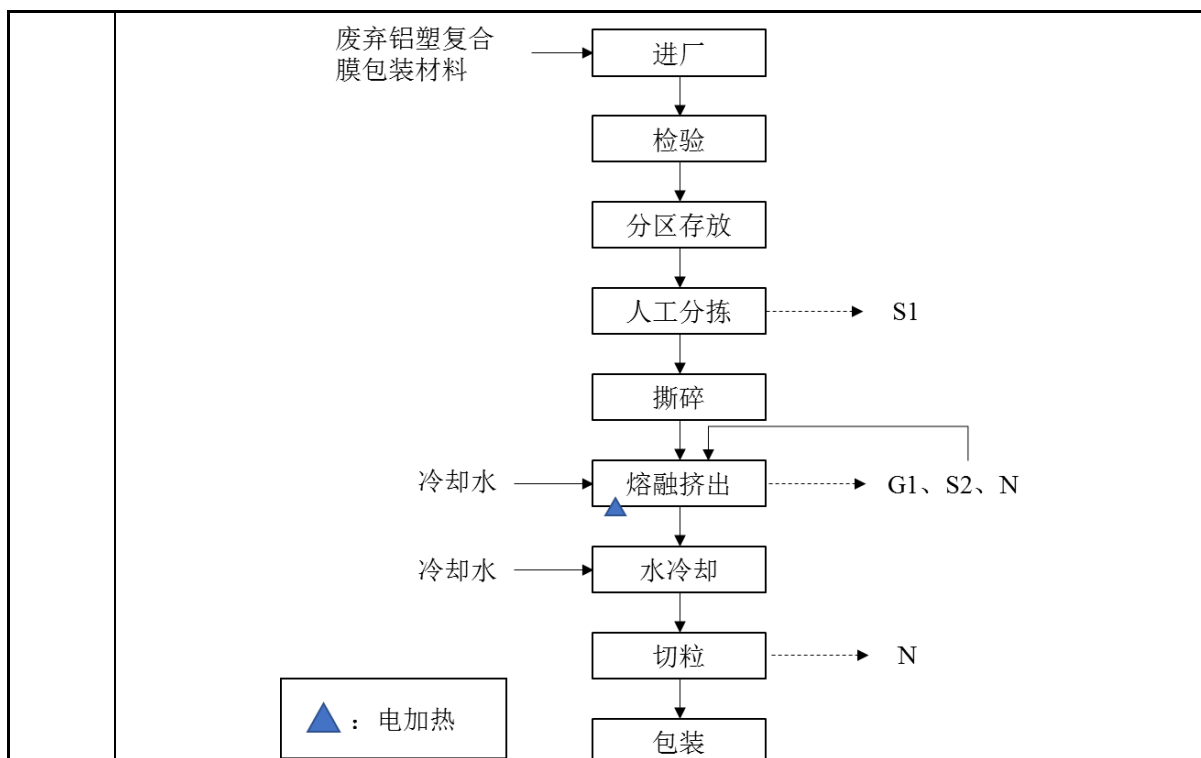 废弃铝塑复合
膜包装材料
进厂
检验
分区存放
人工分拣
S1
撕碎
冷却水
熔融挤出
G1、S2、N
冷却水
水冷却
切粒
N
：电加热
包装